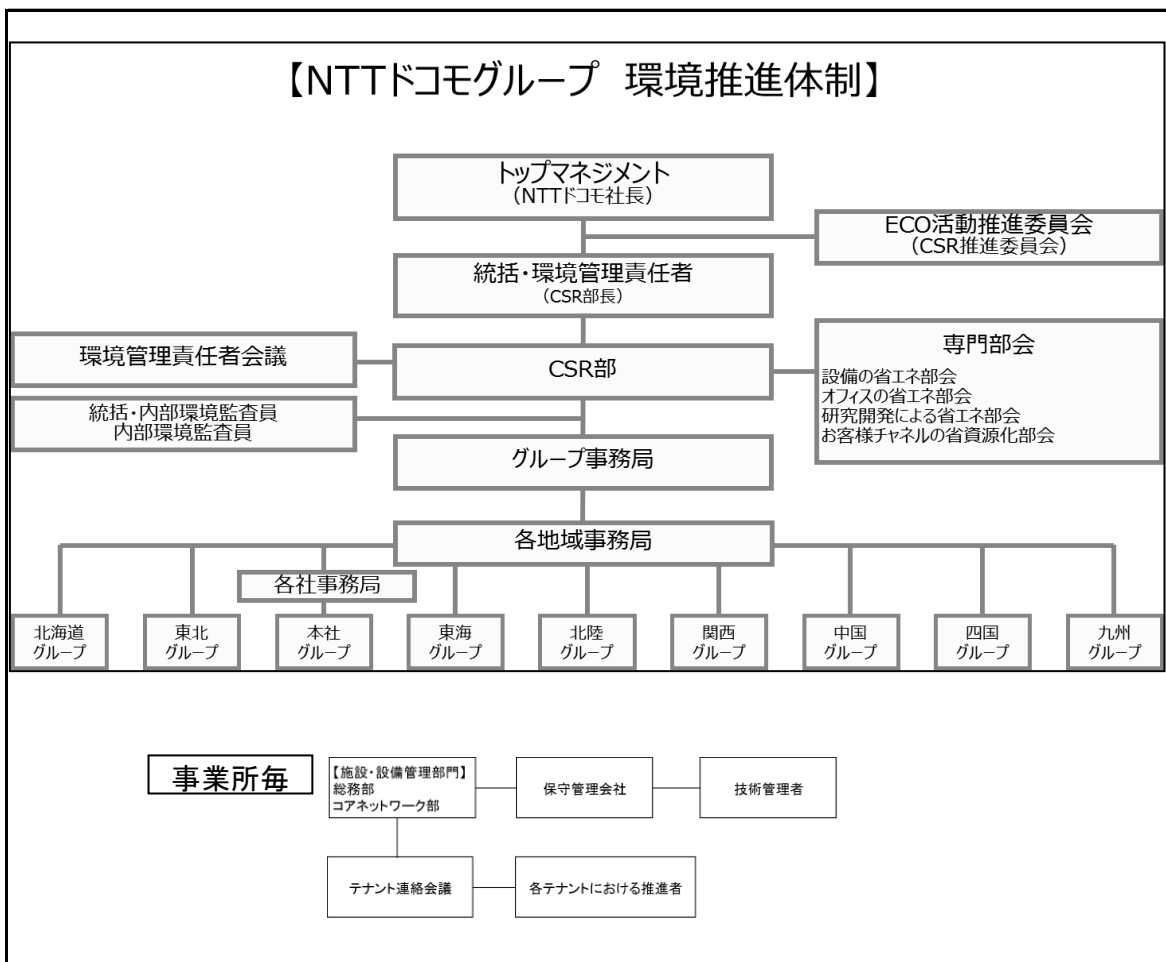 【NTTドコモグループ 環境推進体制】
トップマネジメント
（NTTドコモ社長）
ECO活動推進委員会
（CSR推進委員会）
統括・環境管理責任者
（CSR部長）
環境管理責任者会議
CSR部
専門部会
設備の省エネ部会
オフィスの省エネ部会
研究開発による省エネ部会
お客様チャネルの省資源化部会
統括・内部環境監査員
内部環境監査員
グループ事務局
各地域事務局
各社事務局
北海道
グループ
東北
グループ
本社
グループ
東海
グループ
北陸
グループ
関西
グループ
中国
グループ
四国
グループ
九州
グループ
事業所毎
【施設・設備管理部門】
総務部
コアネットワーク部
保守管理会社
技術管理者
テナント連絡会議
各テナントにおける推進者